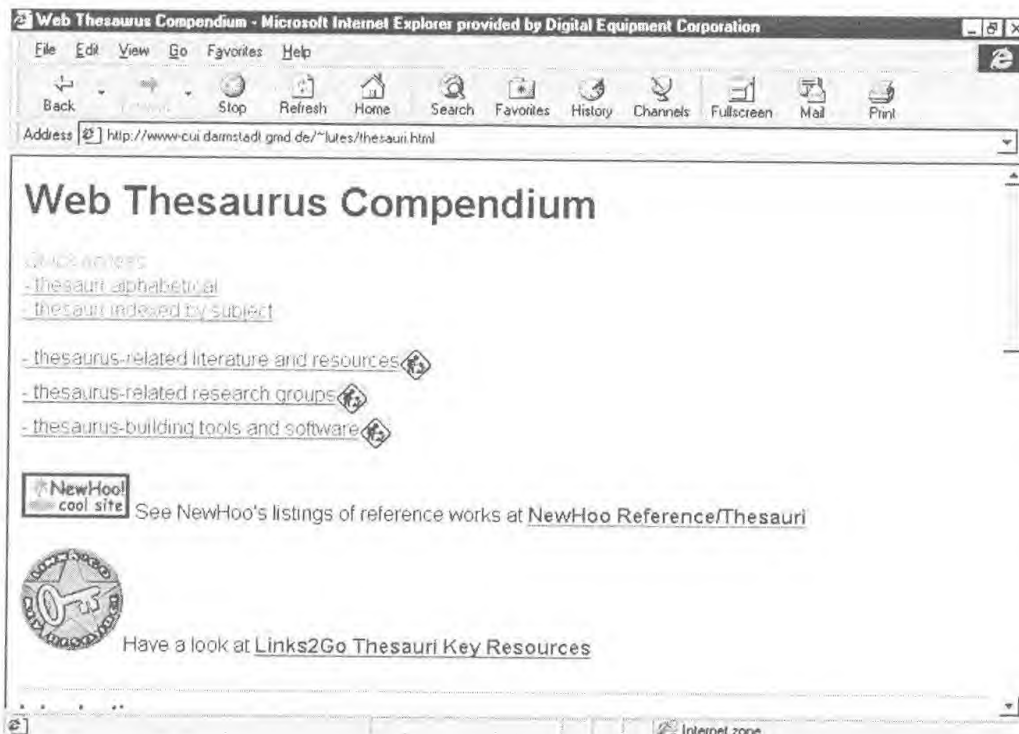 Web Thesaurus Compendium - Microsoft Internet Explorer provided by Digital Equipment Corporation
File Edit View Go Favorites Help
Back Stop Refresh Home Search Favorites History Channels Fullscreen Mail Print
Address http://www-cui.darmstadt.gmd.de/~lutes/thesauri.html
Web Thesaurus Compendium
Quick access
- thesauri alphabetical
- thesauri indexed by subject
- thesaurus-related literature and resources
- thesaurus-related research groups
- thesaurus-building tools and software
NewHoo!
cool site
See NewHoo's listings of reference works at NewHoo Reference/Thesauri
Have a look at Links2Go Thesauri Key Resources
Internet zone